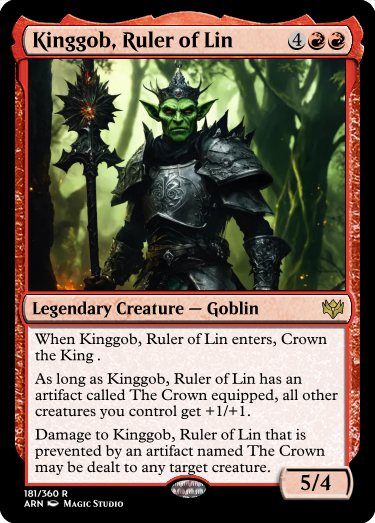 Kinggob, Ruler of Lin 4
Legendary Creature — Goblin
When Kinggob, Ruler of Lin enters, Crown
the King .
As long as Kinggob, Ruler of Lin has an
artifact called The Crown equipped, all other
creatures you control get +1/+1.
Damage to Kinggob, Ruler of Lin that is
prevented by an artifact named The Crown
may be dealt to any target creature.
5/4
181/360 R
ARN Magic Studio